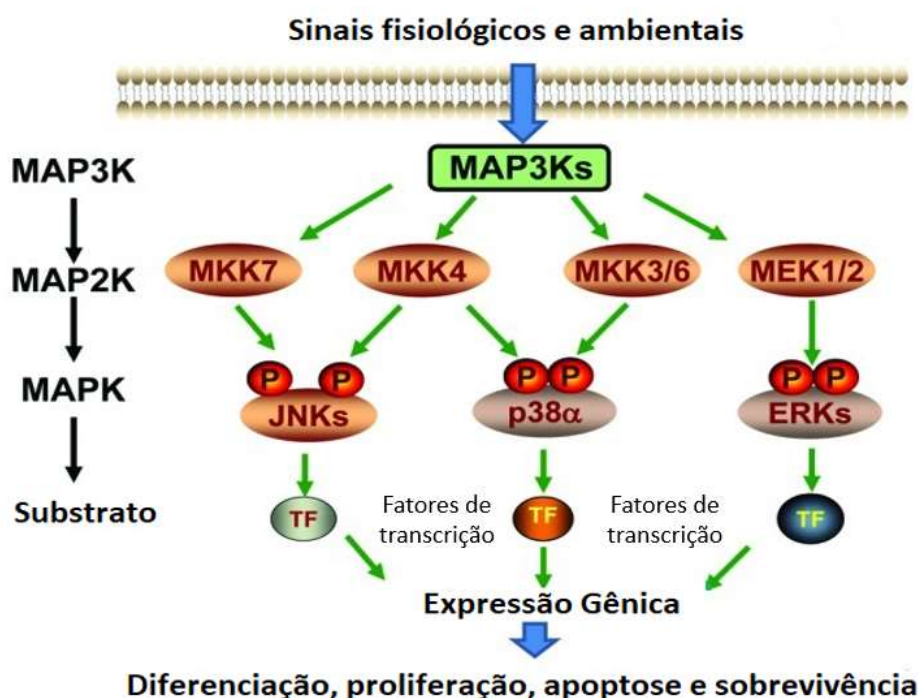 Sinais fisiológicos e ambientais
MAP3K
MAP3Ks
MAP2K
MKK7
MKK4
MKK3/6
MEK1/2
MAPK
P P
JNKs
P P
p38α
P P
ERKs
Substrato
TF
Fatores de
transcrição
TF
Fatores de
transcrição
TF
Expressão Gênica
Diferenciação, proliferação, apoptose e sobrevivência